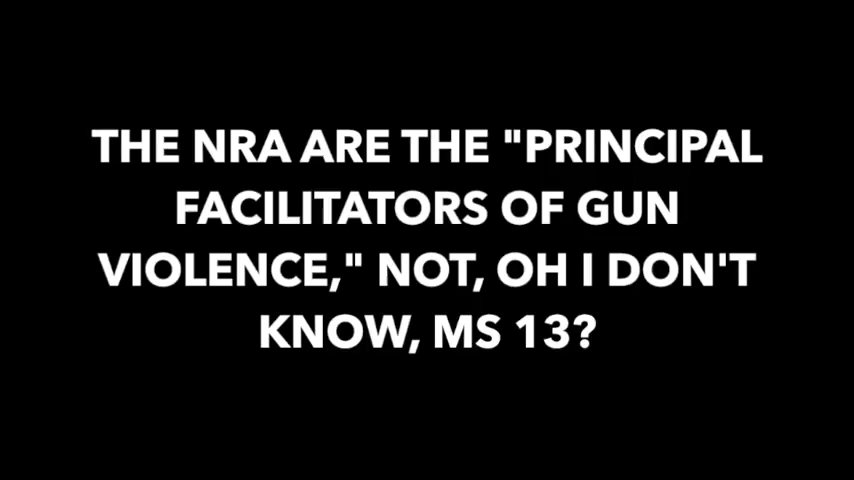 THE NRA ARE THE "PRINCIPAL
FACILITATORS OF GUN
VIOLENCE," NOT, OH I DON'T
KNOW, MS 13?